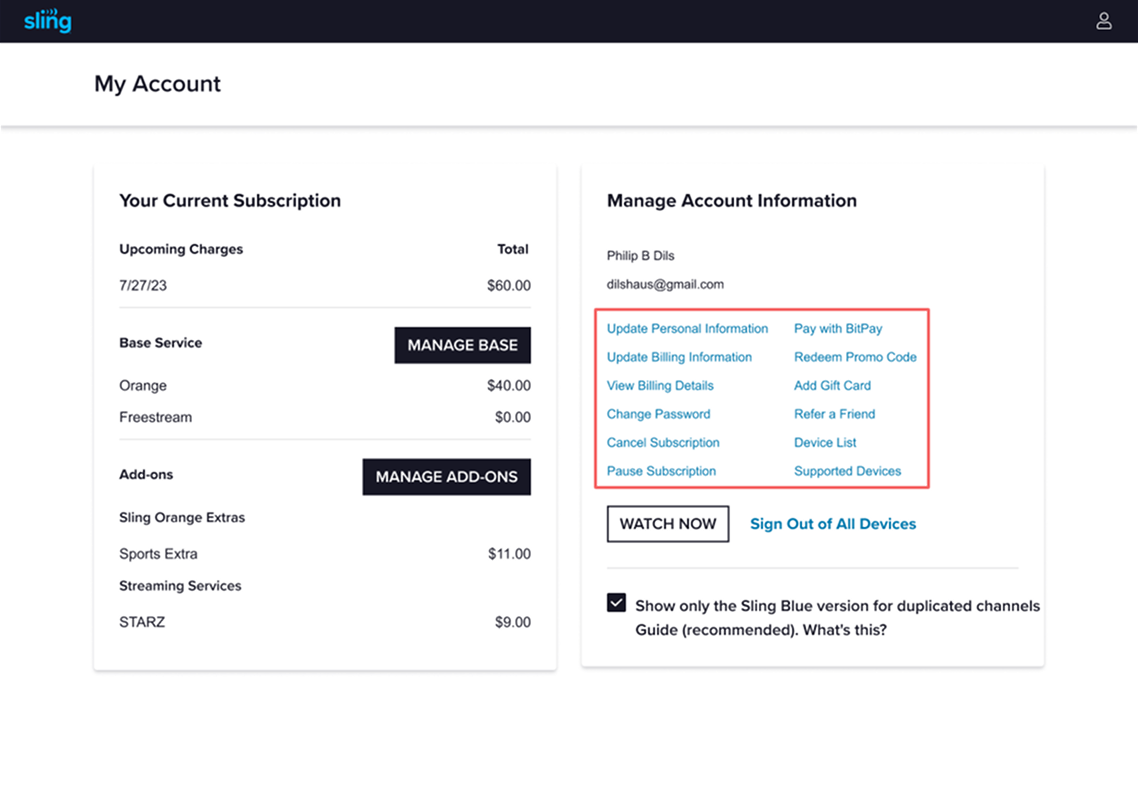 sling
My Account
Your Current Subscription
Upcoming Charges Total
7/27/23 $60.00
Base Service MANAGE BASE
Orange $40.00
Freestream $0.00
Add-ons MANAGE ADD-ONS
Sling Orange Extras
Sports Extra $11.00
Streaming Services
STARZ $9.00
Manage Account Information
Philip B Dils
dilshaus@gmail.com
Update Personal Information Pay with BitPay
Update Billing Information Redeem Promo Code
View Billing Details Add Gift Card
Change Password Refer a Friend
Cancel Subscription Device List
Pause Subscription Supported Devices
WATCH NOW Sign Out of All Devices
Show only the Sling Blue version for duplicated channels
Guide (recommended). What's this?